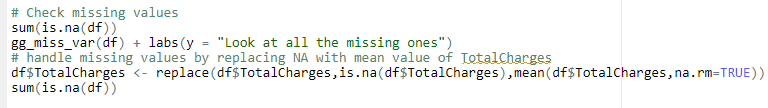 # Check missing values
sum(is.na(df))
gg_miss_var(df) + labs(y = "Look at all the missing ones")
# handle missing values by replacing NA with mean value of TotalCharges
df$TotalCharges <- replace(df$TotalCharges,is.na(df$TotalCharges),mean(df$TotalCharges,na.rm=TRUE))
sum(is.na(df))